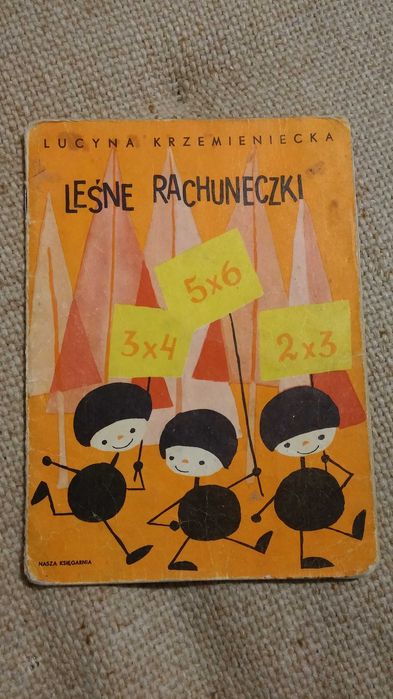 LUCYNA KRZEMIENIECKA
LEŚNE RACHUNECZKI
5x6
3x4
2x3
NASZA KSIĘGARNIA